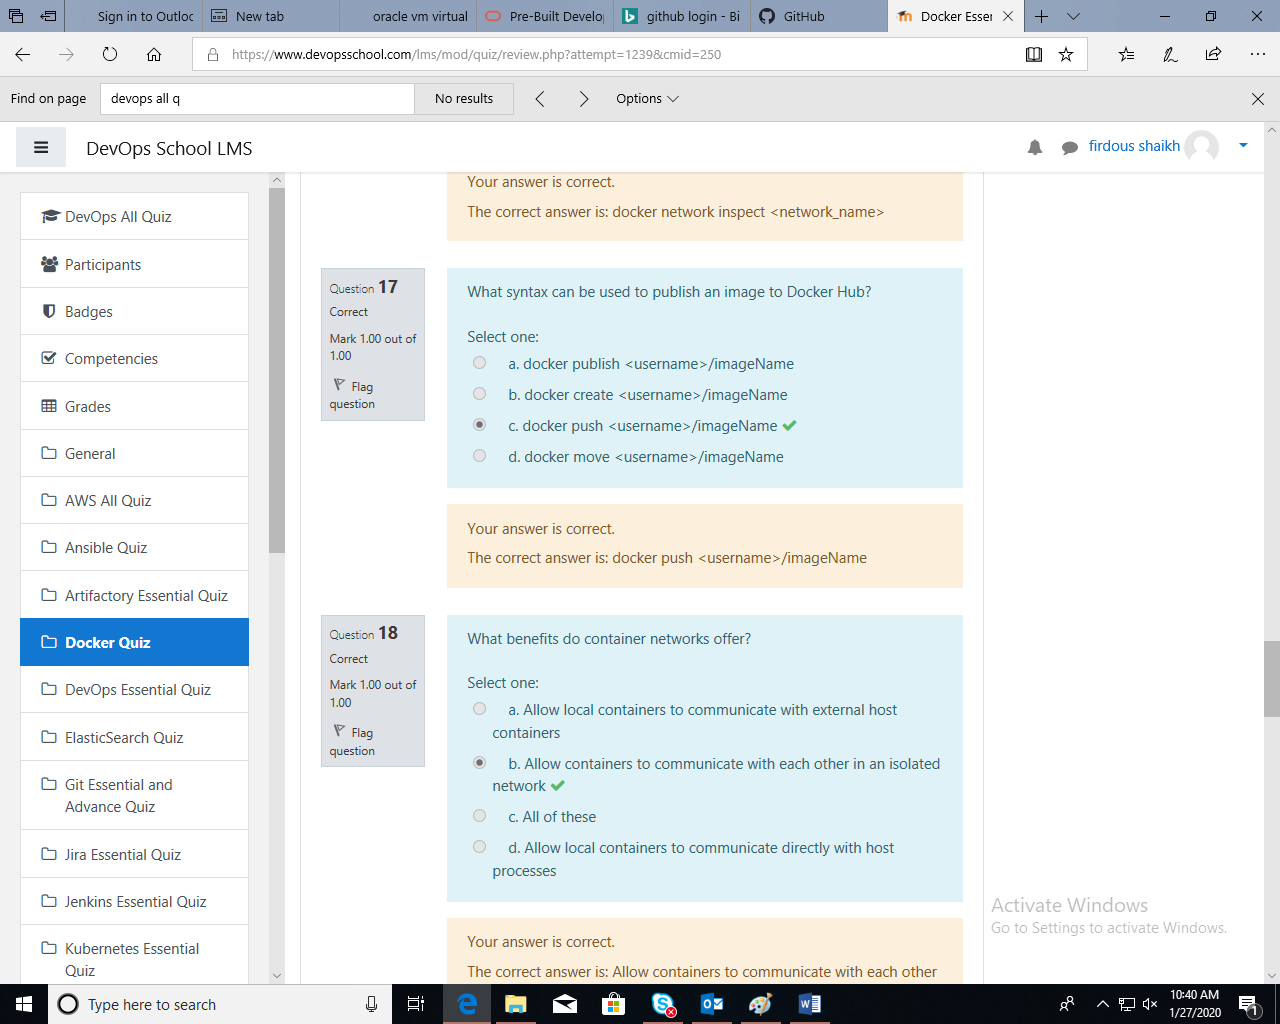 Sign in to Outloc
New tab
oracle vm virtual
Pre-Built Develo
github login - Bi
GitHub
Docker Esser
https://www.devopsschool.com/lms/mod/quiz/review.php?attempt=1239&cmid=250
Find on page
devops all q
No results
Options
DevOps School LMS
firdous shaikh
DevOps All Quiz
Participants
Badges
Competencies
Grades
General
AWS All Quiz
Ansible Quiz
Artifactory Essential Quiz
Docker Quiz
DevOps Essential Quiz
ElasticSearch Quiz
Git Essential and
Advance Quiz
Jira Essential Quiz
Jenkins Essential Quiz
Kubernetes Essential
Quiz
Your answer is correct.
The correct answer is: docker network inspect <network_name>
Question 17
Correct
Mark 1.00 out of
1.00
Flag
question
What syntax can be used to publish an image to Docker Hub?
Select one:
a. docker publish <username>/imageName
b. docker create <username>/imageName
c. docker push <username>/imageName
d. docker move <username>/imageName
Your answer is correct.
The correct answer is: docker push <username>/imageName
Question 18
Correct
Mark 1.00 out of
1.00
Flag
question
What benefits do container networks offer?
Select one:
a. Allow local containers to communicate with external host
containers
b. Allow containers to communicate with each other in an isolated
network
c. All of these
d. Allow local containers to communicate directly with host
processes
Your answer is correct.
The correct answer is: Allow containers to communicate with each other
Activate Windows
Go to Settings to activate Windows.
Type here to search
10:40 AM
1/27/2020
1